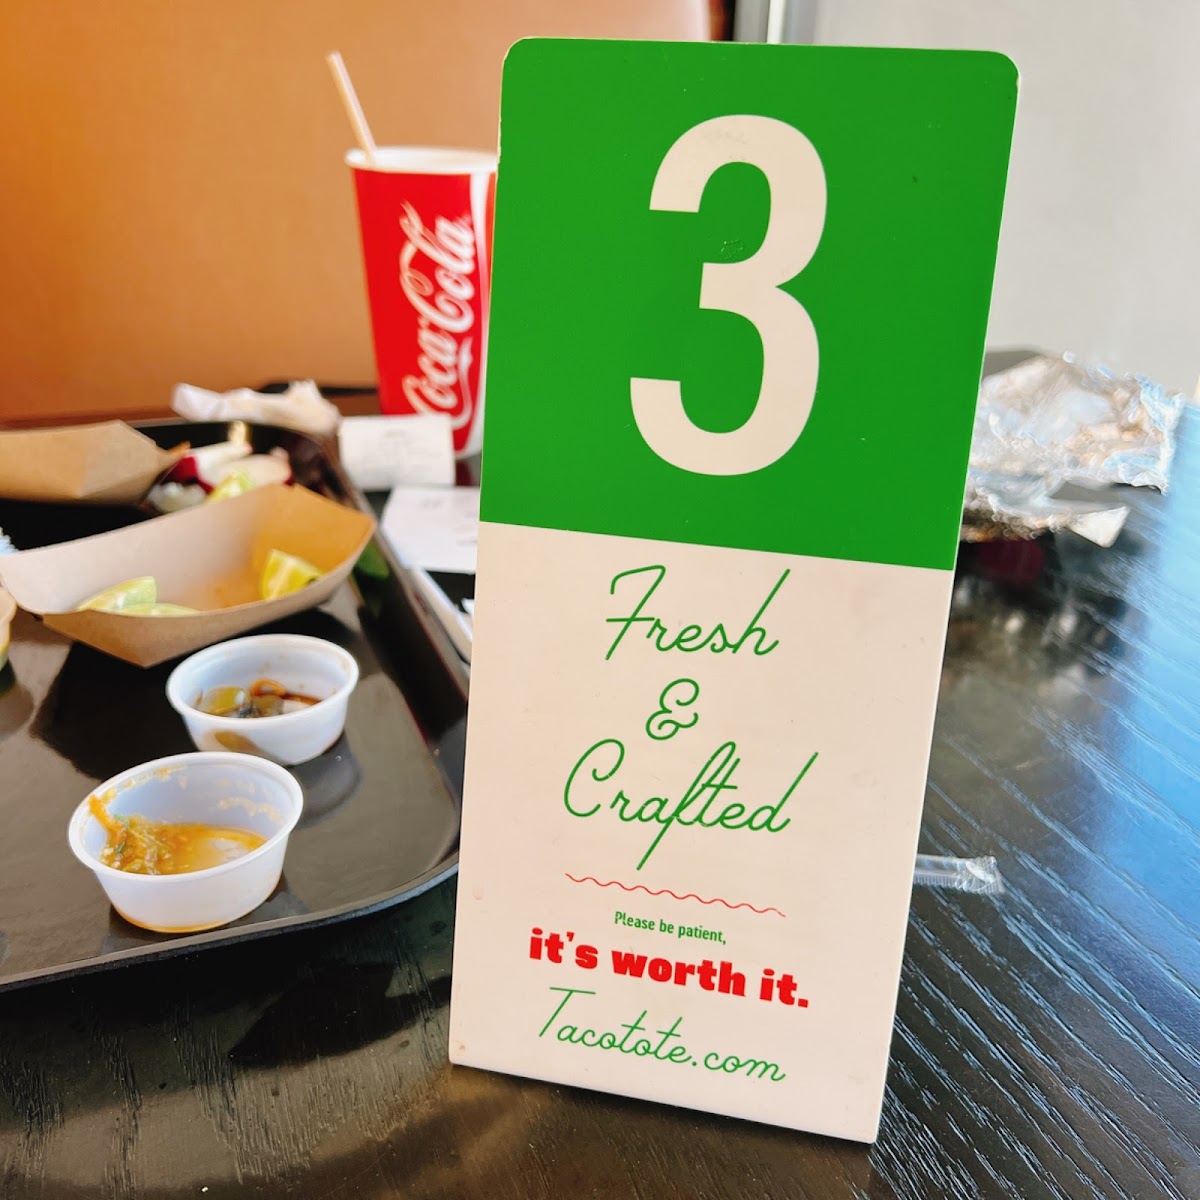 Coca-Cola
3
Fresh
&
Crafted
Please be patient,
it's worth it.
Tacotote.com